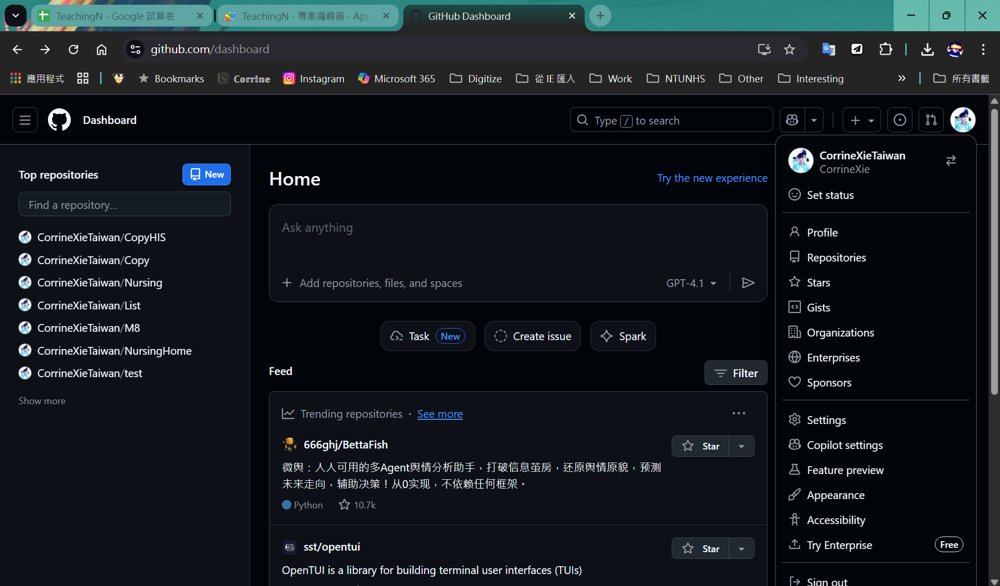 TeachingN - Google 試算表
TeachingN - 專案編輯器 - App
GitHub Dashboard
github.com/dashboard
應用程式
Bookmarks
Corrine
Instagram
Microsoft 365
Digitize
從 IE 匯入
Work
NTUNHS
Other
Interesting
所有書籤
Dashboard
Type / to search
Top repositories
New
Find a repository...
CorrineXieTaiwan/CopyHIS
CorrineXieTaiwan/Copy
CorrineXieTaiwan/Nursing
CorrineXieTaiwan/List
CorrineXieTaiwan/M8
CorrineXieTaiwan/NursingHome
CorrineXieTaiwan/test
Show more
Home
Try the new experience
Ask anything
Add repositories, files, and spaces
GPT-4.1
Task New
Create issue
Spark
Feed
Filter
Trending repositories · See more
666ghj/BettaFish
Star
微舆：人人可用的多Agent舆情分析助手，打破信息茧房，还原舆情原貌，预测
未来走向，辅助决策！从0实现，不依赖任何框架。
Python
10.7k
sst/opentui
Star
OpenTUI is a library for building terminal user interfaces (TUIs)
CorrineXieTaiwan
CorrineXie
Set status
Profile
Repositories
Stars
Gists
Organizations
Enterprises
Sponsors
Settings
Copilot settings
Feature preview
Appearance
Accessibility
Try Enterprise
Free
Sign out